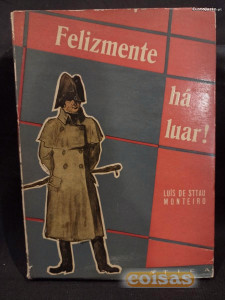 Felizmente
há
luar!
LUÍS DE STTAU
MONTEIRO
coisas